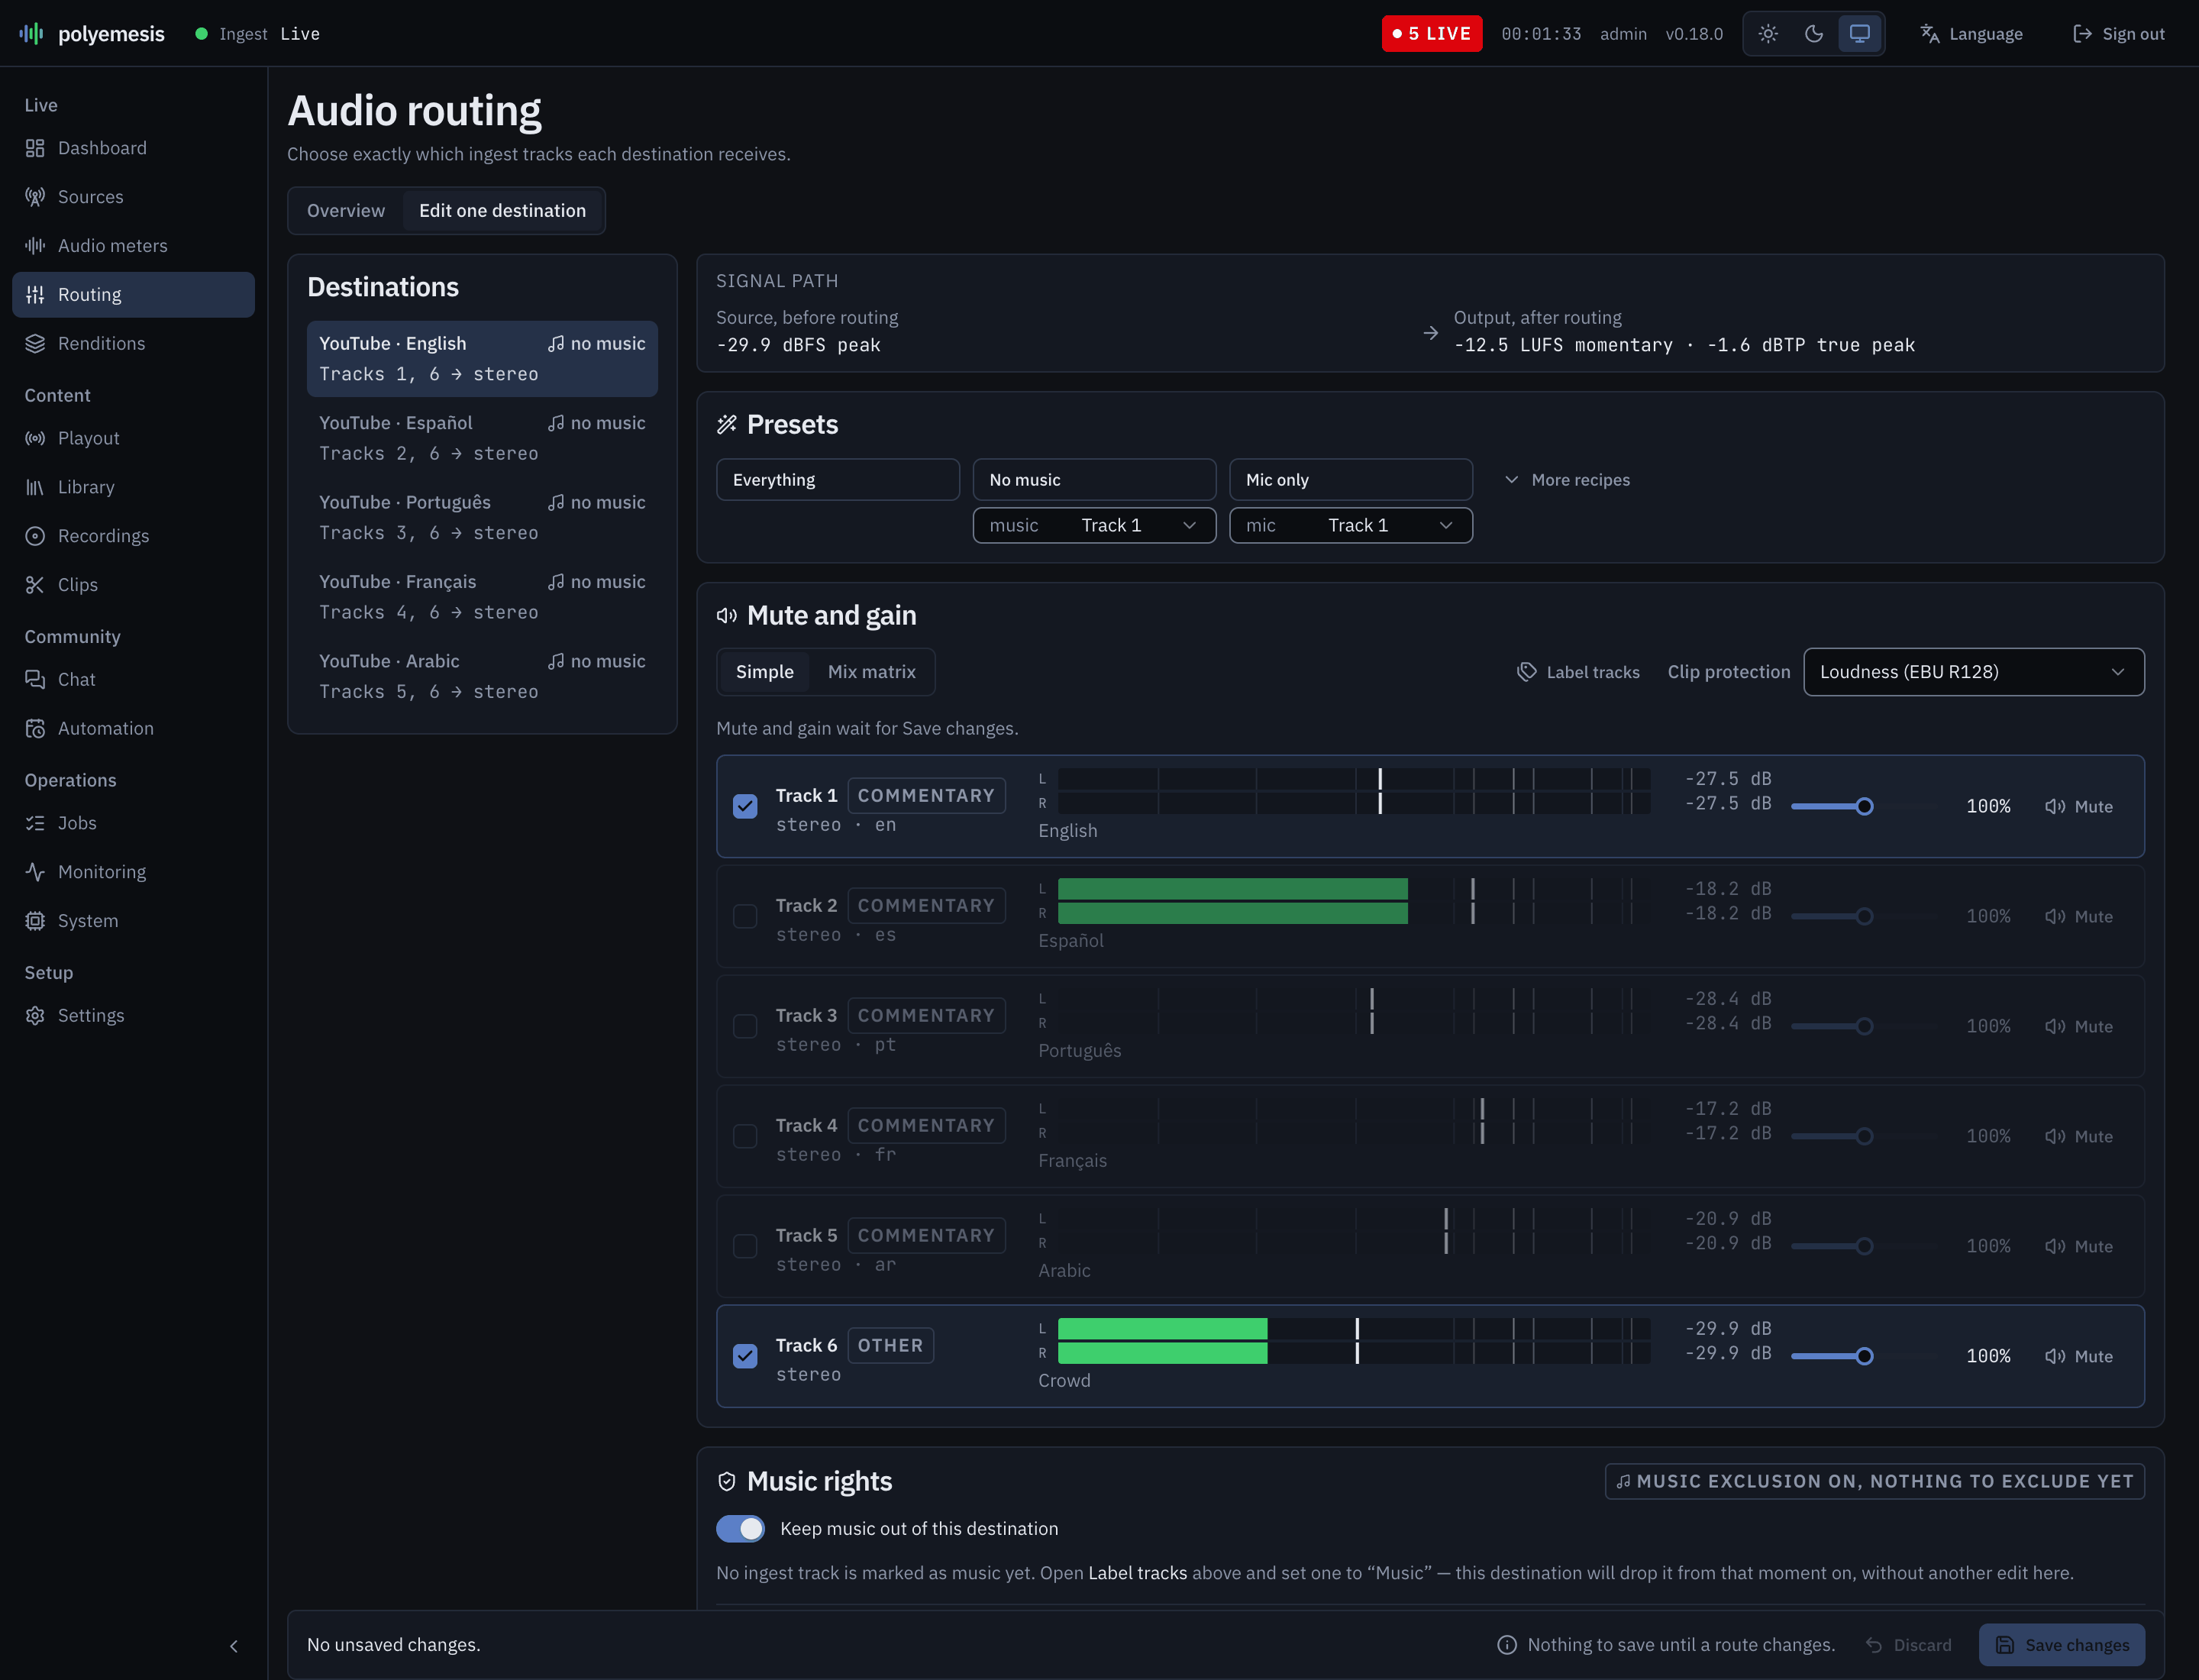 polyemesis
Ingest Live
5 LIVE 00:01:33 admin v0.18.0 Language Sign out
Live
Dashboard
Sources
Audio meters
Routing
Renditions
Content
Playout
Library
Recordings
Clips
Community
Chat
Automation
Operations
Jobs
Monitoring
System
Setup
Settings
Audio routing
Choose exactly which ingest tracks each destination receives.
Overview Edit one destination
Destinations
YouTube · English no music
Tracks 1, 6 → stereo
YouTube · Español no music
Tracks 2, 6 → stereo
YouTube · Português no music
Tracks 3, 6 → stereo
YouTube · Français no music
Tracks 4, 6 → stereo
YouTube · Arabic no music
Tracks 5, 6 → stereo
SIGNAL PATH
Source, before routing
-29.9 dBFS peak
→
Output, after routing
-12.5 LUFS momentary · -1.6 dBTP true peak
Presets
Everything No music Mic only More recipes
music Track 1 mic Track 1
Mute and gain
Simple Mix matrix Label tracks Clip protection Loudness (EBU R128)
Mute and gain wait for Save changes.
Track 1 COMMENTARY
stereo · en
L
R
English
-27.5 dB
-27.5 dB
100% Mute
Track 2 COMMENTARY
stereo · es
L
R
Español
-18.2 dB
-18.2 dB
100% Mute
Track 3 COMMENTARY
stereo · pt
L
R
Português
-28.4 dB
-28.4 dB
100% Mute
Track 4 COMMENTARY
stereo · fr
L
R
Français
-17.2 dB
-17.2 dB
100% Mute
Track 5 COMMENTARY
stereo · ar
L
R
Arabic
-20.9 dB
-20.9 dB
100% Mute
Track 6 OTHER
stereo
L
R
Crowd
-29.9 dB
-29.9 dB
100% Mute
Music rights
MUSIC EXCLUSION ON, NOTHING TO EXCLUDE YET
Keep music out of this destination
No ingest track is marked as music yet. Open Label tracks above and set one to “Music” — this destination will drop it from that moment on, without another edit here.
No unsaved changes.
Nothing to save until a route changes. Discard Save changes